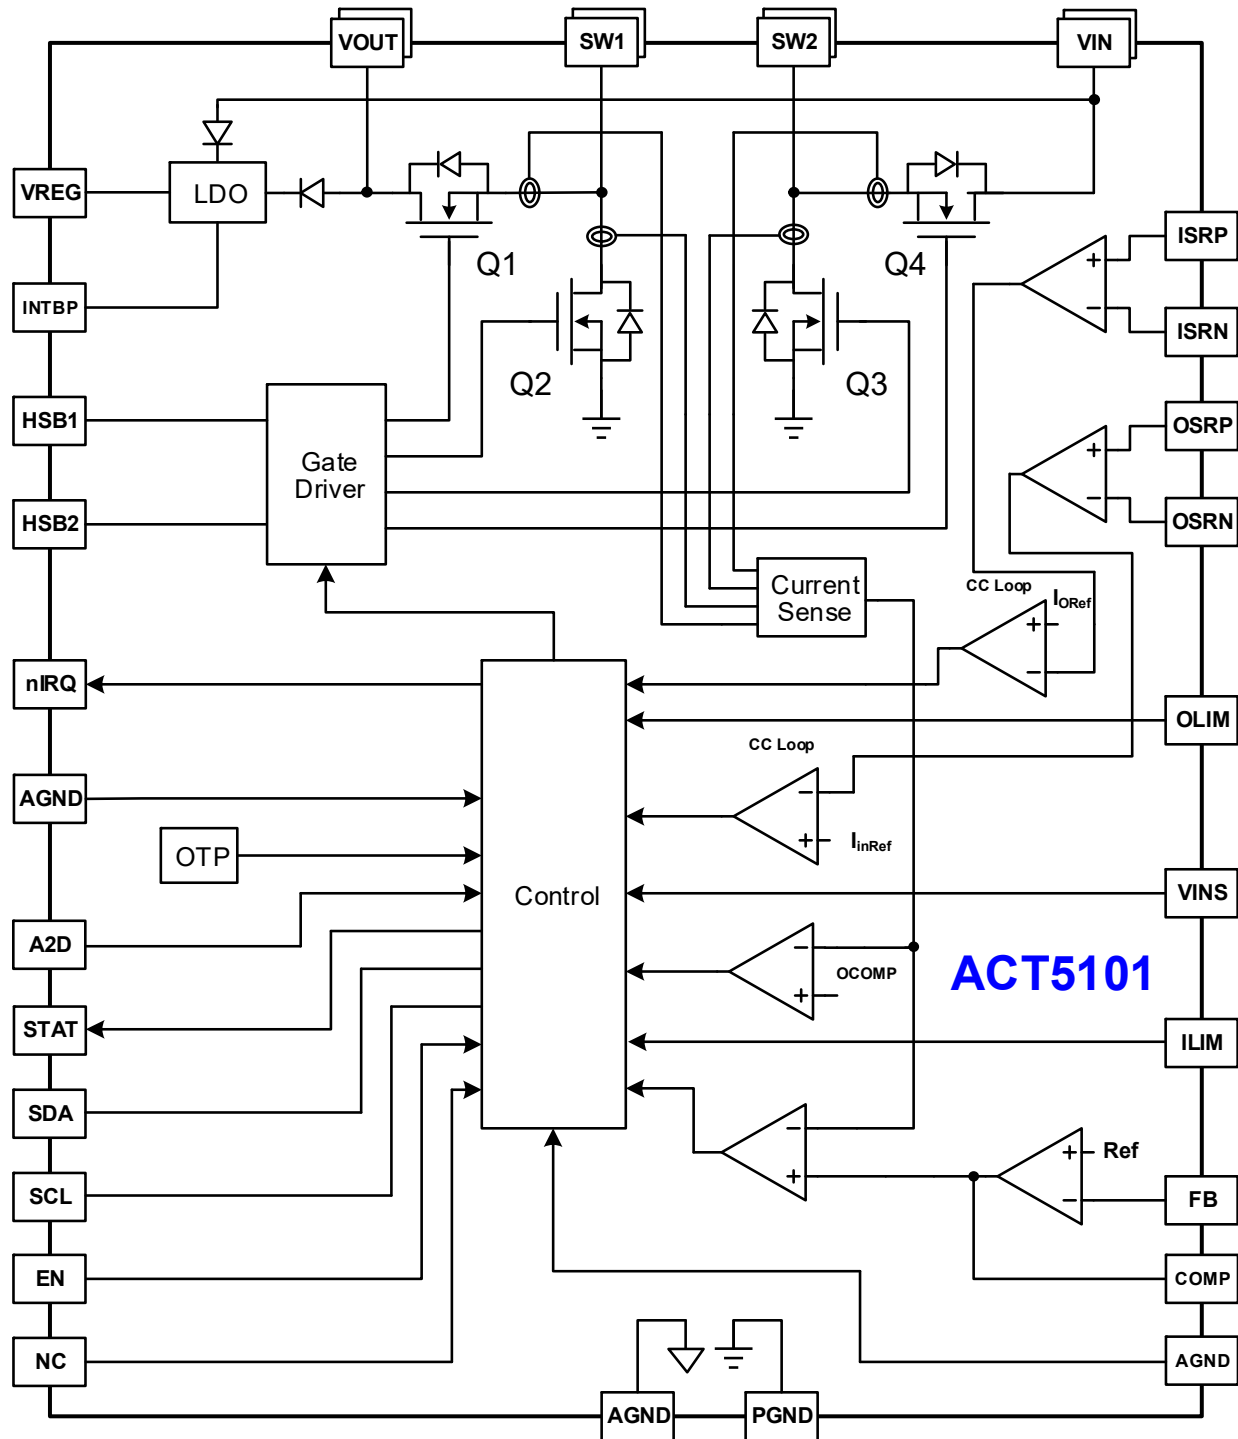 VOUT
SW1
SW2
VIN
VREG
LDO
INTBP
Q1
Q4
ISRP
+
−
ISRN
Q2
Q3
HSB1
Gate
Driver
HSB2
OSRP
+
−
OSRN
Current
Sense
CC Loop
IORef
+
−
nIRQ
OLIM
CC Loop
AGND
−
+
IinRef
OTP
Control
VINS
A2D
−
OCOMP
+
ACT5101
STAT
ILIM
SDA
−
+
+
Ref
−
SCL
FB
EN
COMP
NC
AGND
AGND
PGND